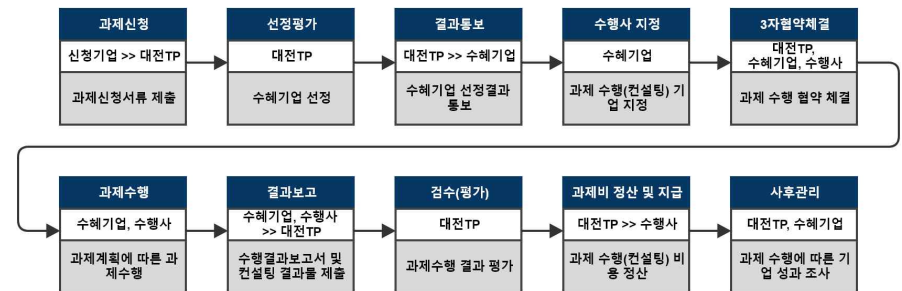 과제신청
신청기업 >> 대전TP
과제신청서류 제출
선정평가
대전TP
수혜기업 선정
결과통보
대전TP >> 수혜기업
수혜기업 선정결과
통보
수행사 지정
수혜기업
과제 수행(컨설팅) 기
업 지정
3자협약체결
대전TP,
수혜기업, 수행사
과제 수행 협약 체결
과제수행
수혜기업, 수행사
과제계획에 따른 과
제수행
결과보고
수혜기업, 수행사
>> 대전TP
수행결과보고서 및
컨설팅 결과물 제출
검수(평가)
대전TP
과제수행 결과 평가
과제비 정산 및 지급
대전TP >> 수행사
과제 수행(컨설팅) 비
용 정산
사후관리
대전TP, 수혜기업
과제 수행에 따른 기
업 성과 조사